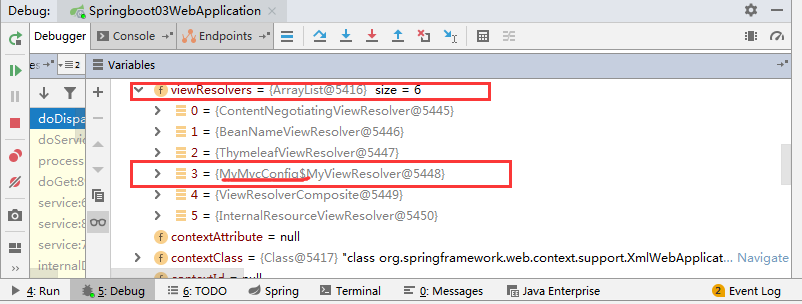 Debug: Springboot03WebApplication ×
Debugger Console →" Endpoints →"
es →" ≡ 2 Variables
viewResolvers = {ArrayList@5416} size = 6
0 = {ContentNegotiatingViewResolver@5445}
doDispa 1 = {BeanNameViewResolver@5446}
doServic 2 = {ThymeleafViewResolver@5447}
process 3 = {MyMvcConfig$MyViewResolver@5448}
doGet:8 4 = {ViewResolverComposite@5449}
service:6 5 = {InternalResourceViewResolver@5450}
service:7 contextAttribute = null
internalD contextClass = {Class@5417} "class org.springframework.web.context.support.XmlWebApplicat... Navigate
contextId = null
4: Run 5: Debug 6: TODO Spring Terminal 0: Messages Java Enterprise 2 Event Log